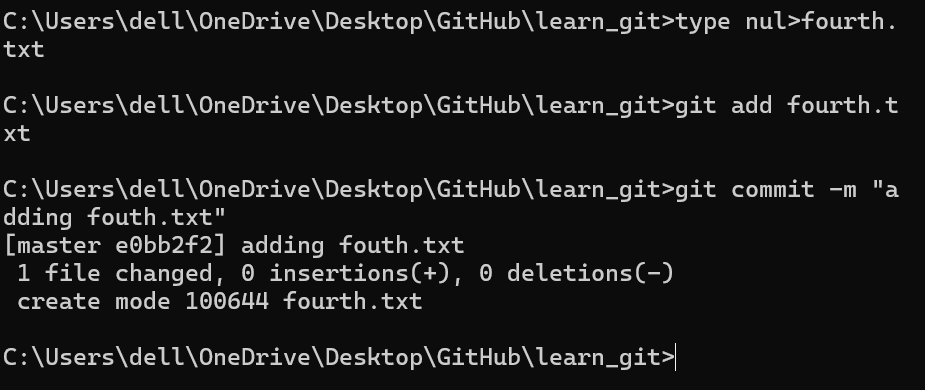 C:\Users\dell\OneDrive\Desktop\GitHub\learn_git>type nul>fourth.
txt
C:\Users\dell\OneDrive\Desktop\GitHub\learn_git>git add fourth.t
xt
C:\Users\dell\OneDrive\Desktop\GitHub\learn_git>git commit -m "a
dding fouth.txt"
[master e0bb2f2] adding fouth.txt
 1 file changed, 0 insertions(+), 0 deletions(-)
 create mode 100644 fourth.txt
C:\Users\dell\OneDrive\Desktop\GitHub\learn_git>